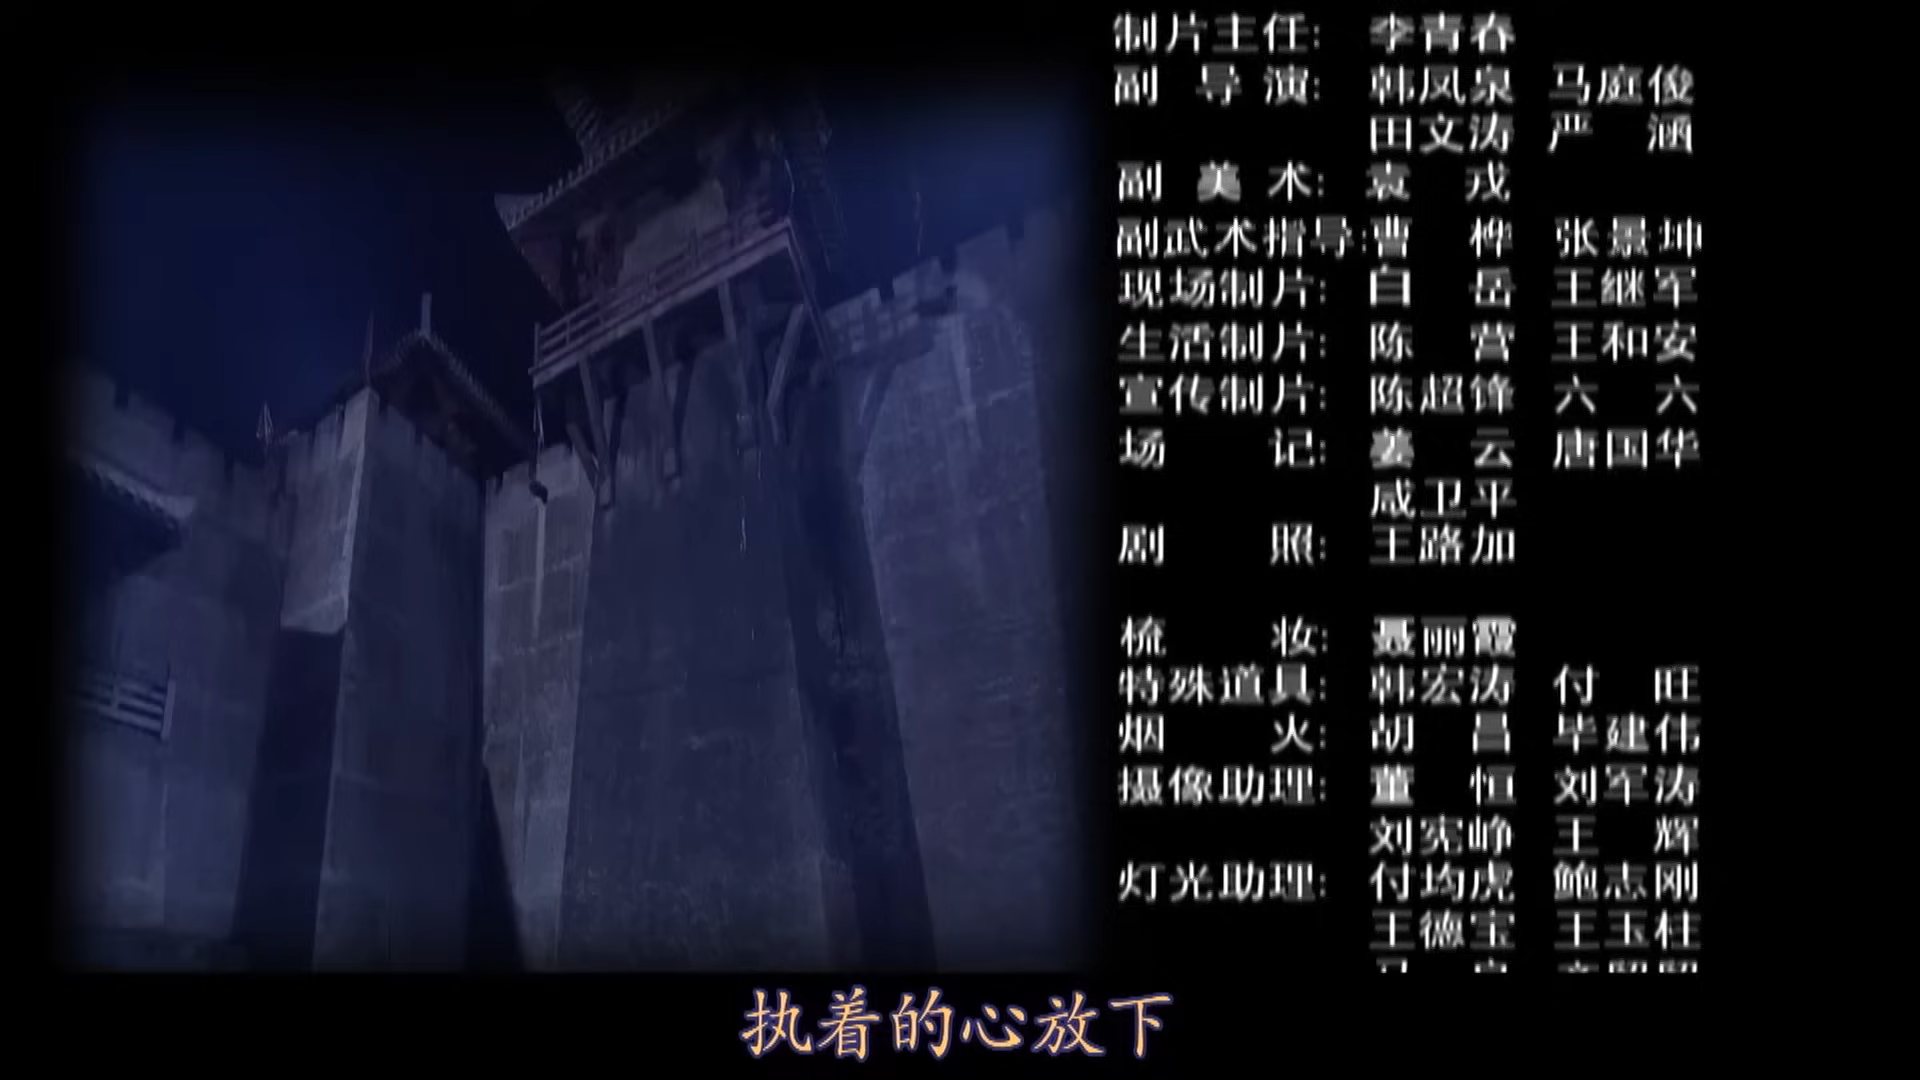 制片主任: 李青春
副导演: 韩凤泉 马庭俊
田文涛 严涵
副美术: 袁戎
副武术指导:曹桦 张景坤
现场制片: 白岳 王继军
生活制片: 陈营 王和安
宣传制片: 陈超锋 六六
场记: 姜云 唐国华
咸卫平
剧照: 王路加
梳妆: 聂丽霞
特殊道具: 韩宏涛 付旺
烟火: 胡昌 毕建伟
摄像助理: 董恒 刘军涛
刘宪峥 王辉
灯光助理: 付均虎 鲍志刚
王德宝 王玉柱
执着的心放下